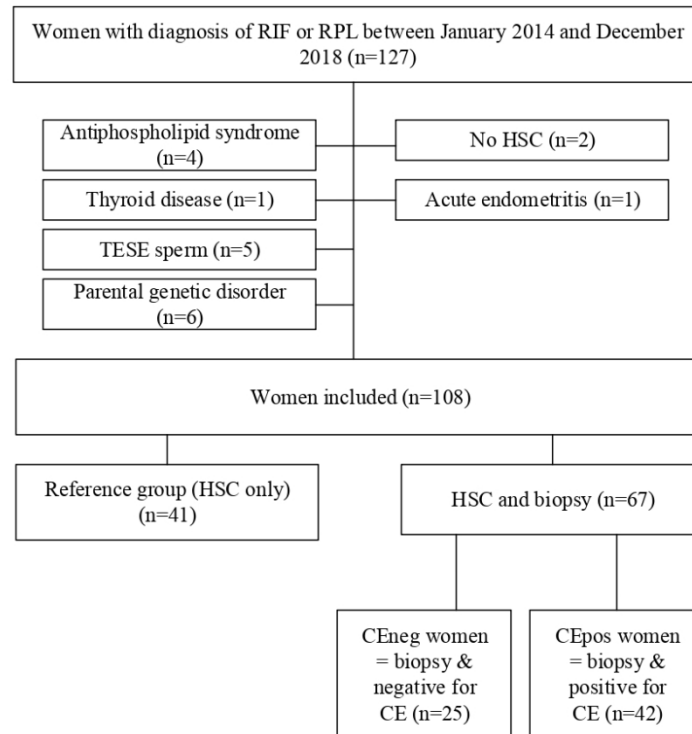 Women with diagnosis of RIF or RPL between January 2014 and December
2018 (n=127)
Antiphospholipid syndrome
(n=4)
No HSC (n=2)
Thyroid disease (n=1)
Acute endometritis (n=1)
TESE sperm (n=5)
Parental genetic disorder
(n=6)
Women included (n=108)
Reference group (HSC only)
(n=41)
HSC and biopsy (n=67)
CEneg women
= biopsy &
negative for
CE (n=25)
CEpos women
= biopsy &
positive for
CE (n=42)